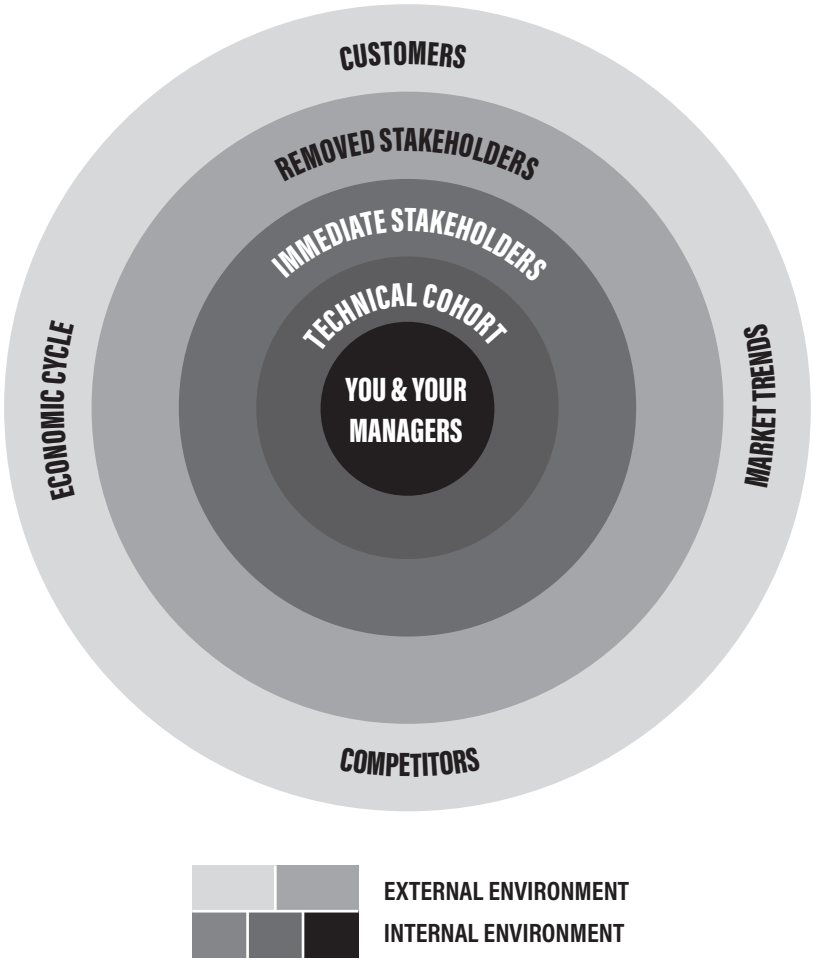 CUSTOMERS
REMOVED STAKEHOLDERS
IMMEDIATE STAKEHOLDERS
TECHNICAL COHORT
YOU & YOUR
MANAGERS
ECONOMIC CYCLE
MARKET TRENDS
COMPETITORS
EXTERNAL ENVIRONMENT
INTERNAL ENVIRONMENT